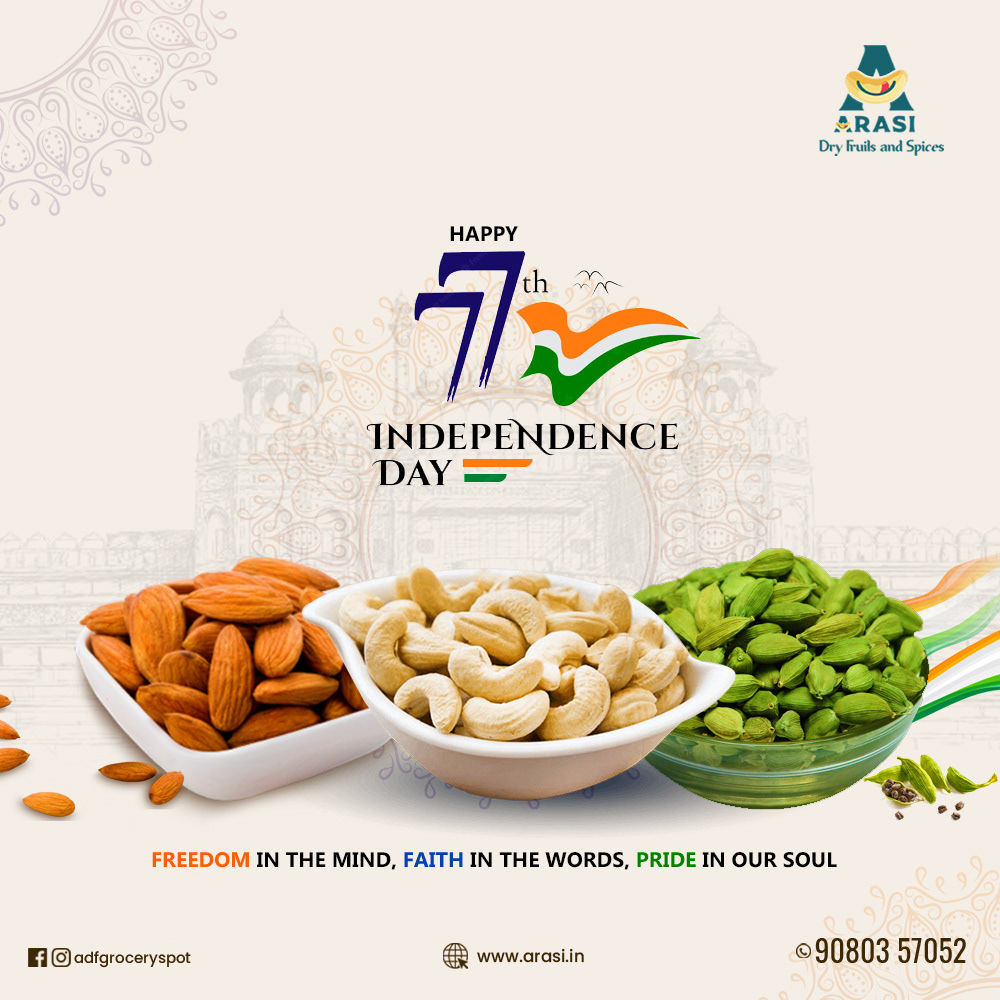 ARASI
Dry Fruits and Spices
HAPPY
77th
INDEPENDENCE
DAY
FREEDOM IN THE MIND, FAITH IN THE WORDS, PRIDE IN OUR SOUL
adfgroceryspot
www.arasi.in
90803 57052